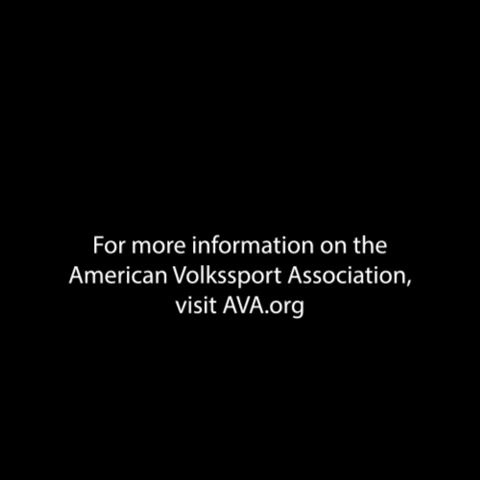 For more information on the
American Volkssport Association,
visit AVA.org